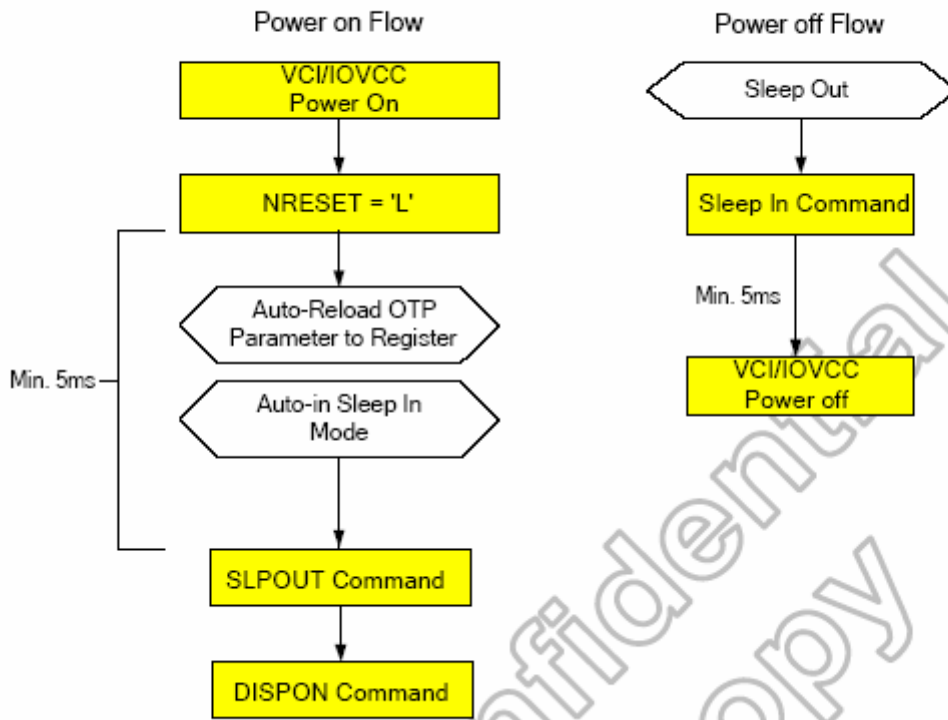 Power on Flow
VCI/IOVCC
Power On
NRESET = 'L'
Auto-Reload OTP
Parameter to Register
Min. 5ms
Auto-in Sleep In
Mode
SLPOUT Command
DISPON Command
Power off Flow
Sleep Out
Sleep In Command
Min. 5ms
VCI/IOVCC
Power off
nfidential
opy